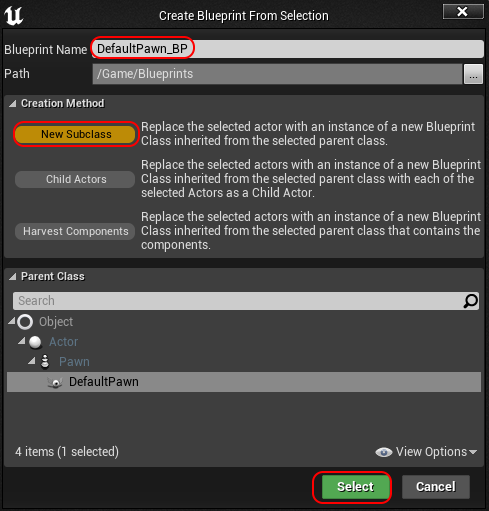 Create Blueprint From Selection
Blueprint Name DefaultPawn_BP
Path /Game/Blueprints ...
Creation Method
New Subclass
Replace the selected actor with an instance of a new Blueprint
Class inherited from the selected parent class.
Child Actors
Replace the selected actors with an instance of a new Blueprint
Class inherited from the selected parent class with each of the
selected Actors as a Child Actor.
Harvest Components
Replace the selected actors with an instance of a new Blueprint
Class inherited from the selected parent class that contains the
components.
Parent Class
Search
Object
Actor
Pawn
DefaultPawn
4 items (1 selected) View Options
Select Cancel